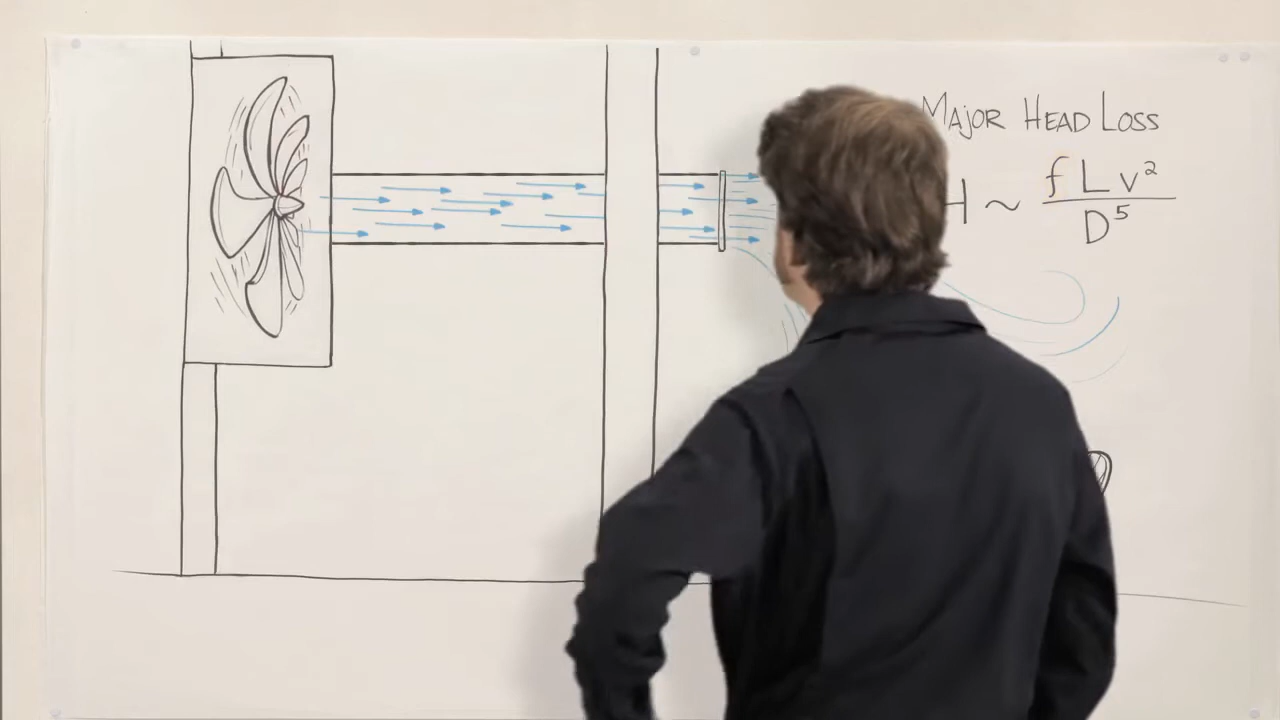 MAJOR HEAD LOSS
H ~ f L v²
D⁵